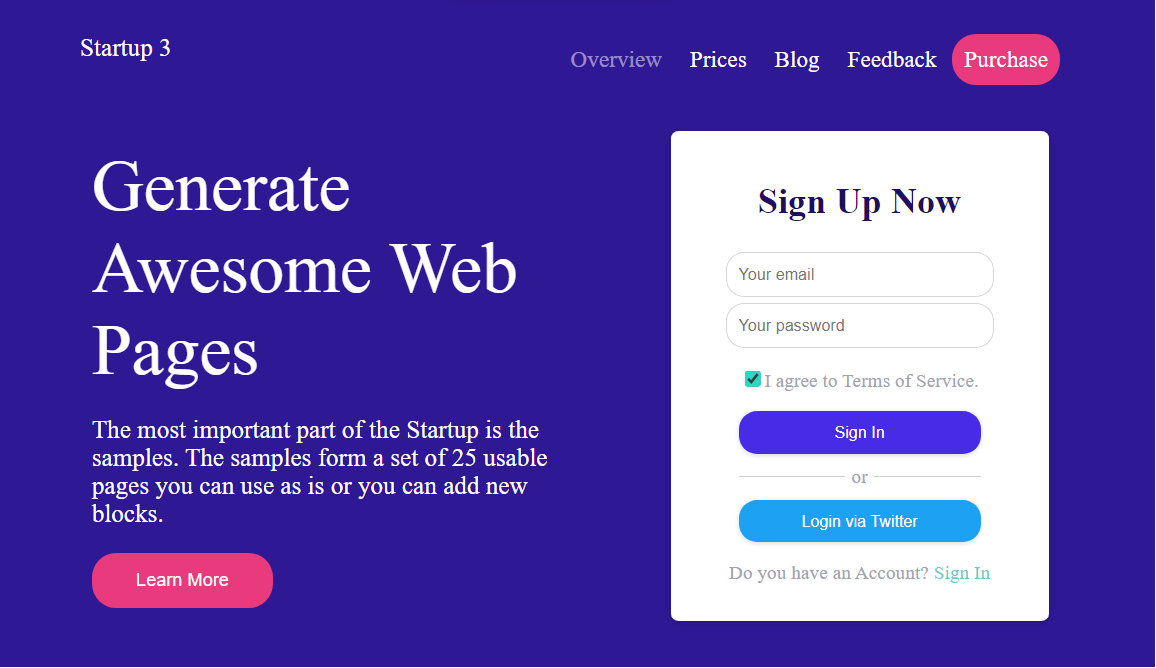 Startup 3
Overview Prices Blog Feedback Purchase
Generate
Awesome Web
Pages
The most important part of the Startup is the
samples. The samples form a set of 25 usable
pages you can use as is or you can add new
blocks.
Learn More
Sign Up Now
Your email
Your password
I agree to Terms of Service.
Sign In
or
Login via Twitter
Do you have an Account? Sign In